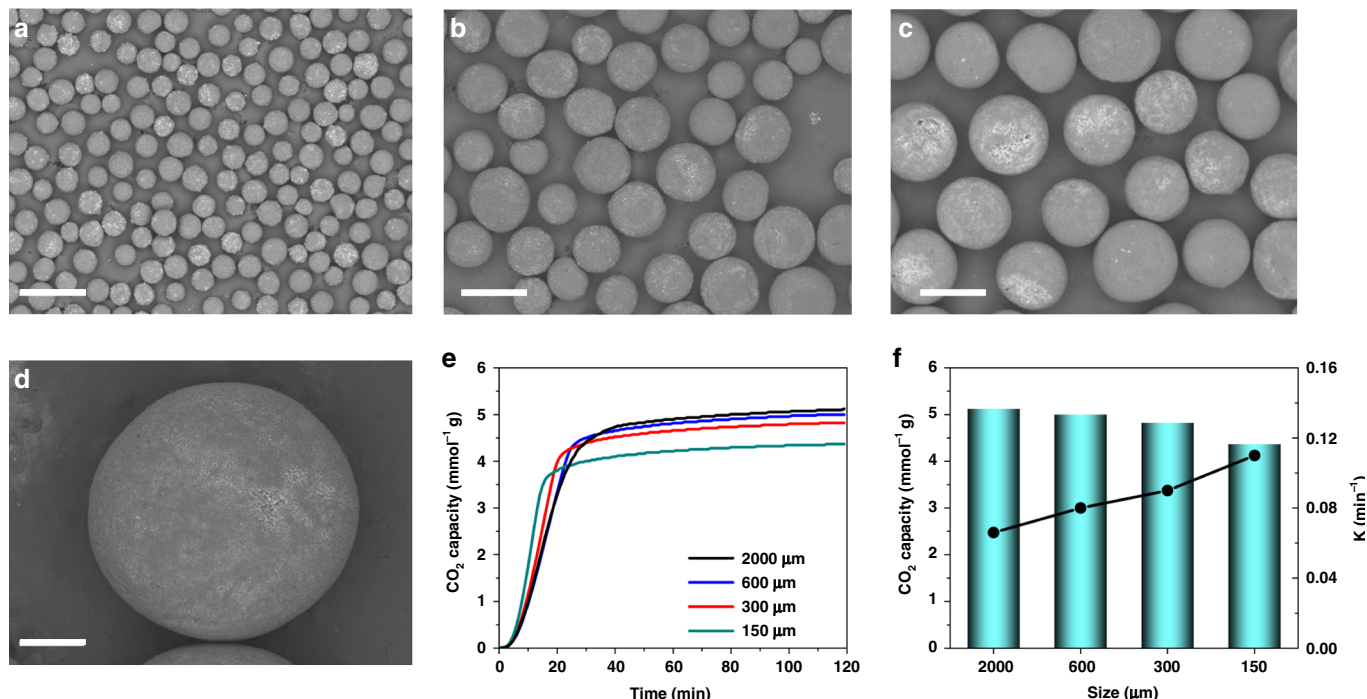 a
b
c
d
e
6
5
4
3
2
1
0
CO₂ capacity (mmol⁻¹ g)
2000 μm
600 μm
300 μm
150 μm
0 20 40 60 80 100 120
Time (min)
f
6
5
4
3
2
1
0
CO₂ capacity (mmol⁻¹ g)
0.16
0.12
0.08
0.04
0.00
K (min⁻¹)
2000 600 300 150
Size (μm)